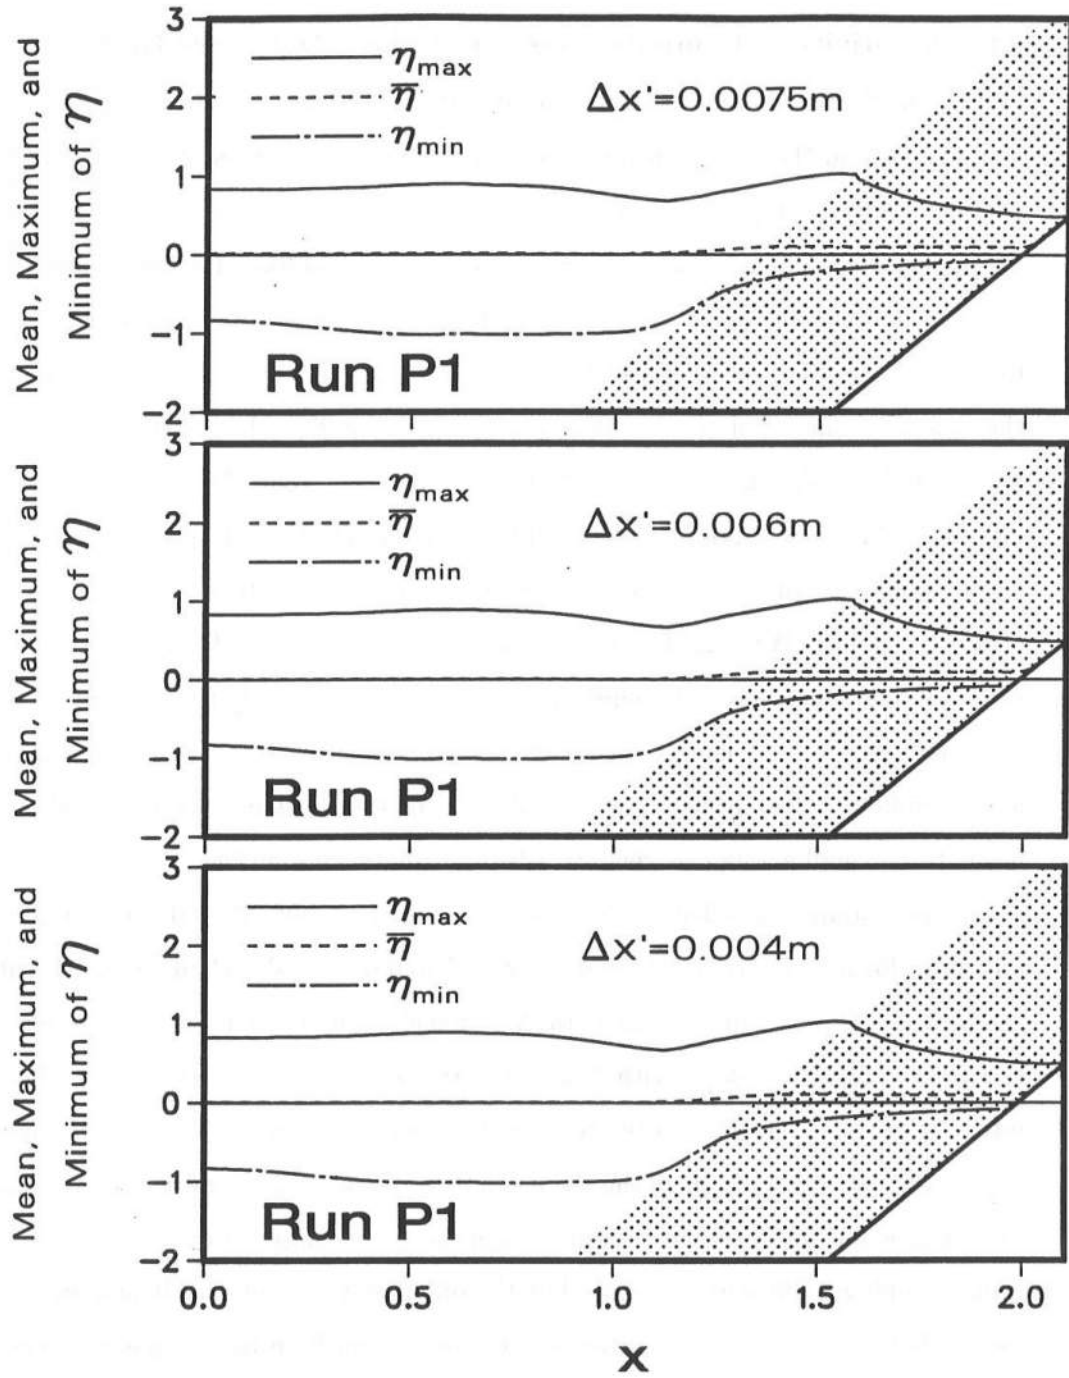 Mean, Maximum, and
Minimum of η
3
2
1
0
−1
−2
η_max
η̅
η_min
Δx'=0.0075m
Run P1
Mean, Maximum, and
Minimum of η
3
2
1
0
−1
−2
η_max
η̅
η_min
Δx'=0.006m
Run P1
Mean, Maximum, and
Minimum of η
3
2
1
0
−1
−2
η_max
η̅
η_min
Δx'=0.004m
Run P1
0.0 0.5 1.0 1.5 2.0
x